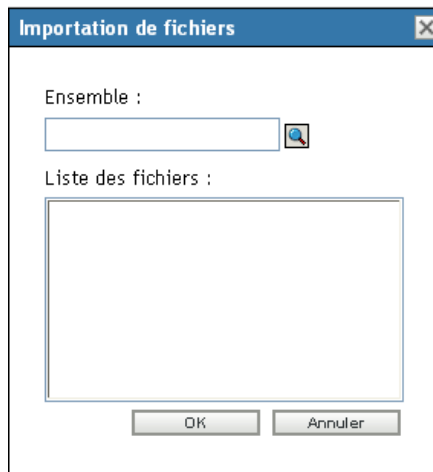 Importation de fichiers
Ensemble :
Liste des fichiers :
OK Annuler